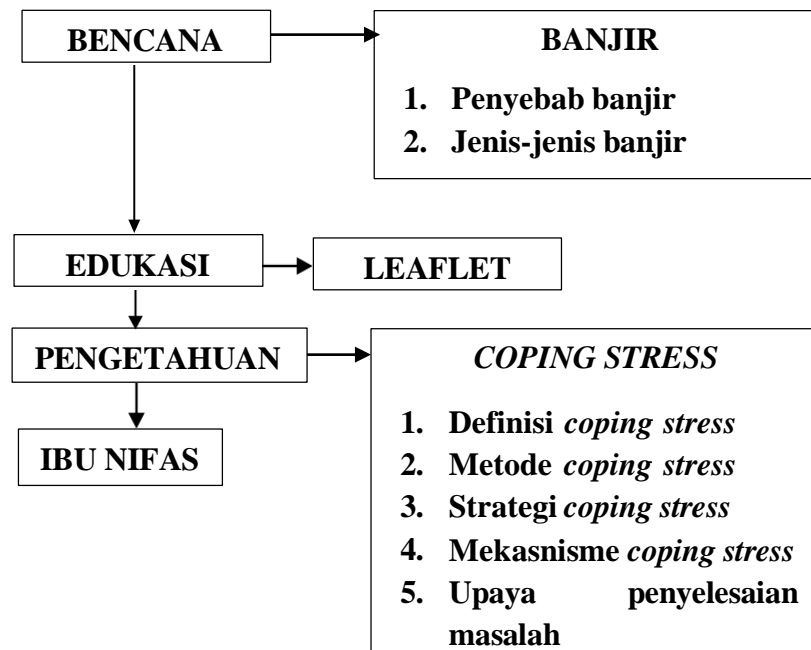 BENCANA
BANJIR
1. Penyebab banjir
2. Jenis-jenis banjir
EDUKASI
LEAFLET
PENGETAHUAN
COPING STRESS
1. Definisi coping stress
2. Metode coping stress
3. Strategi coping stress
4. Mekasnisme coping stress
5. Upaya penyelesaian
masalah
IBU NIFAS